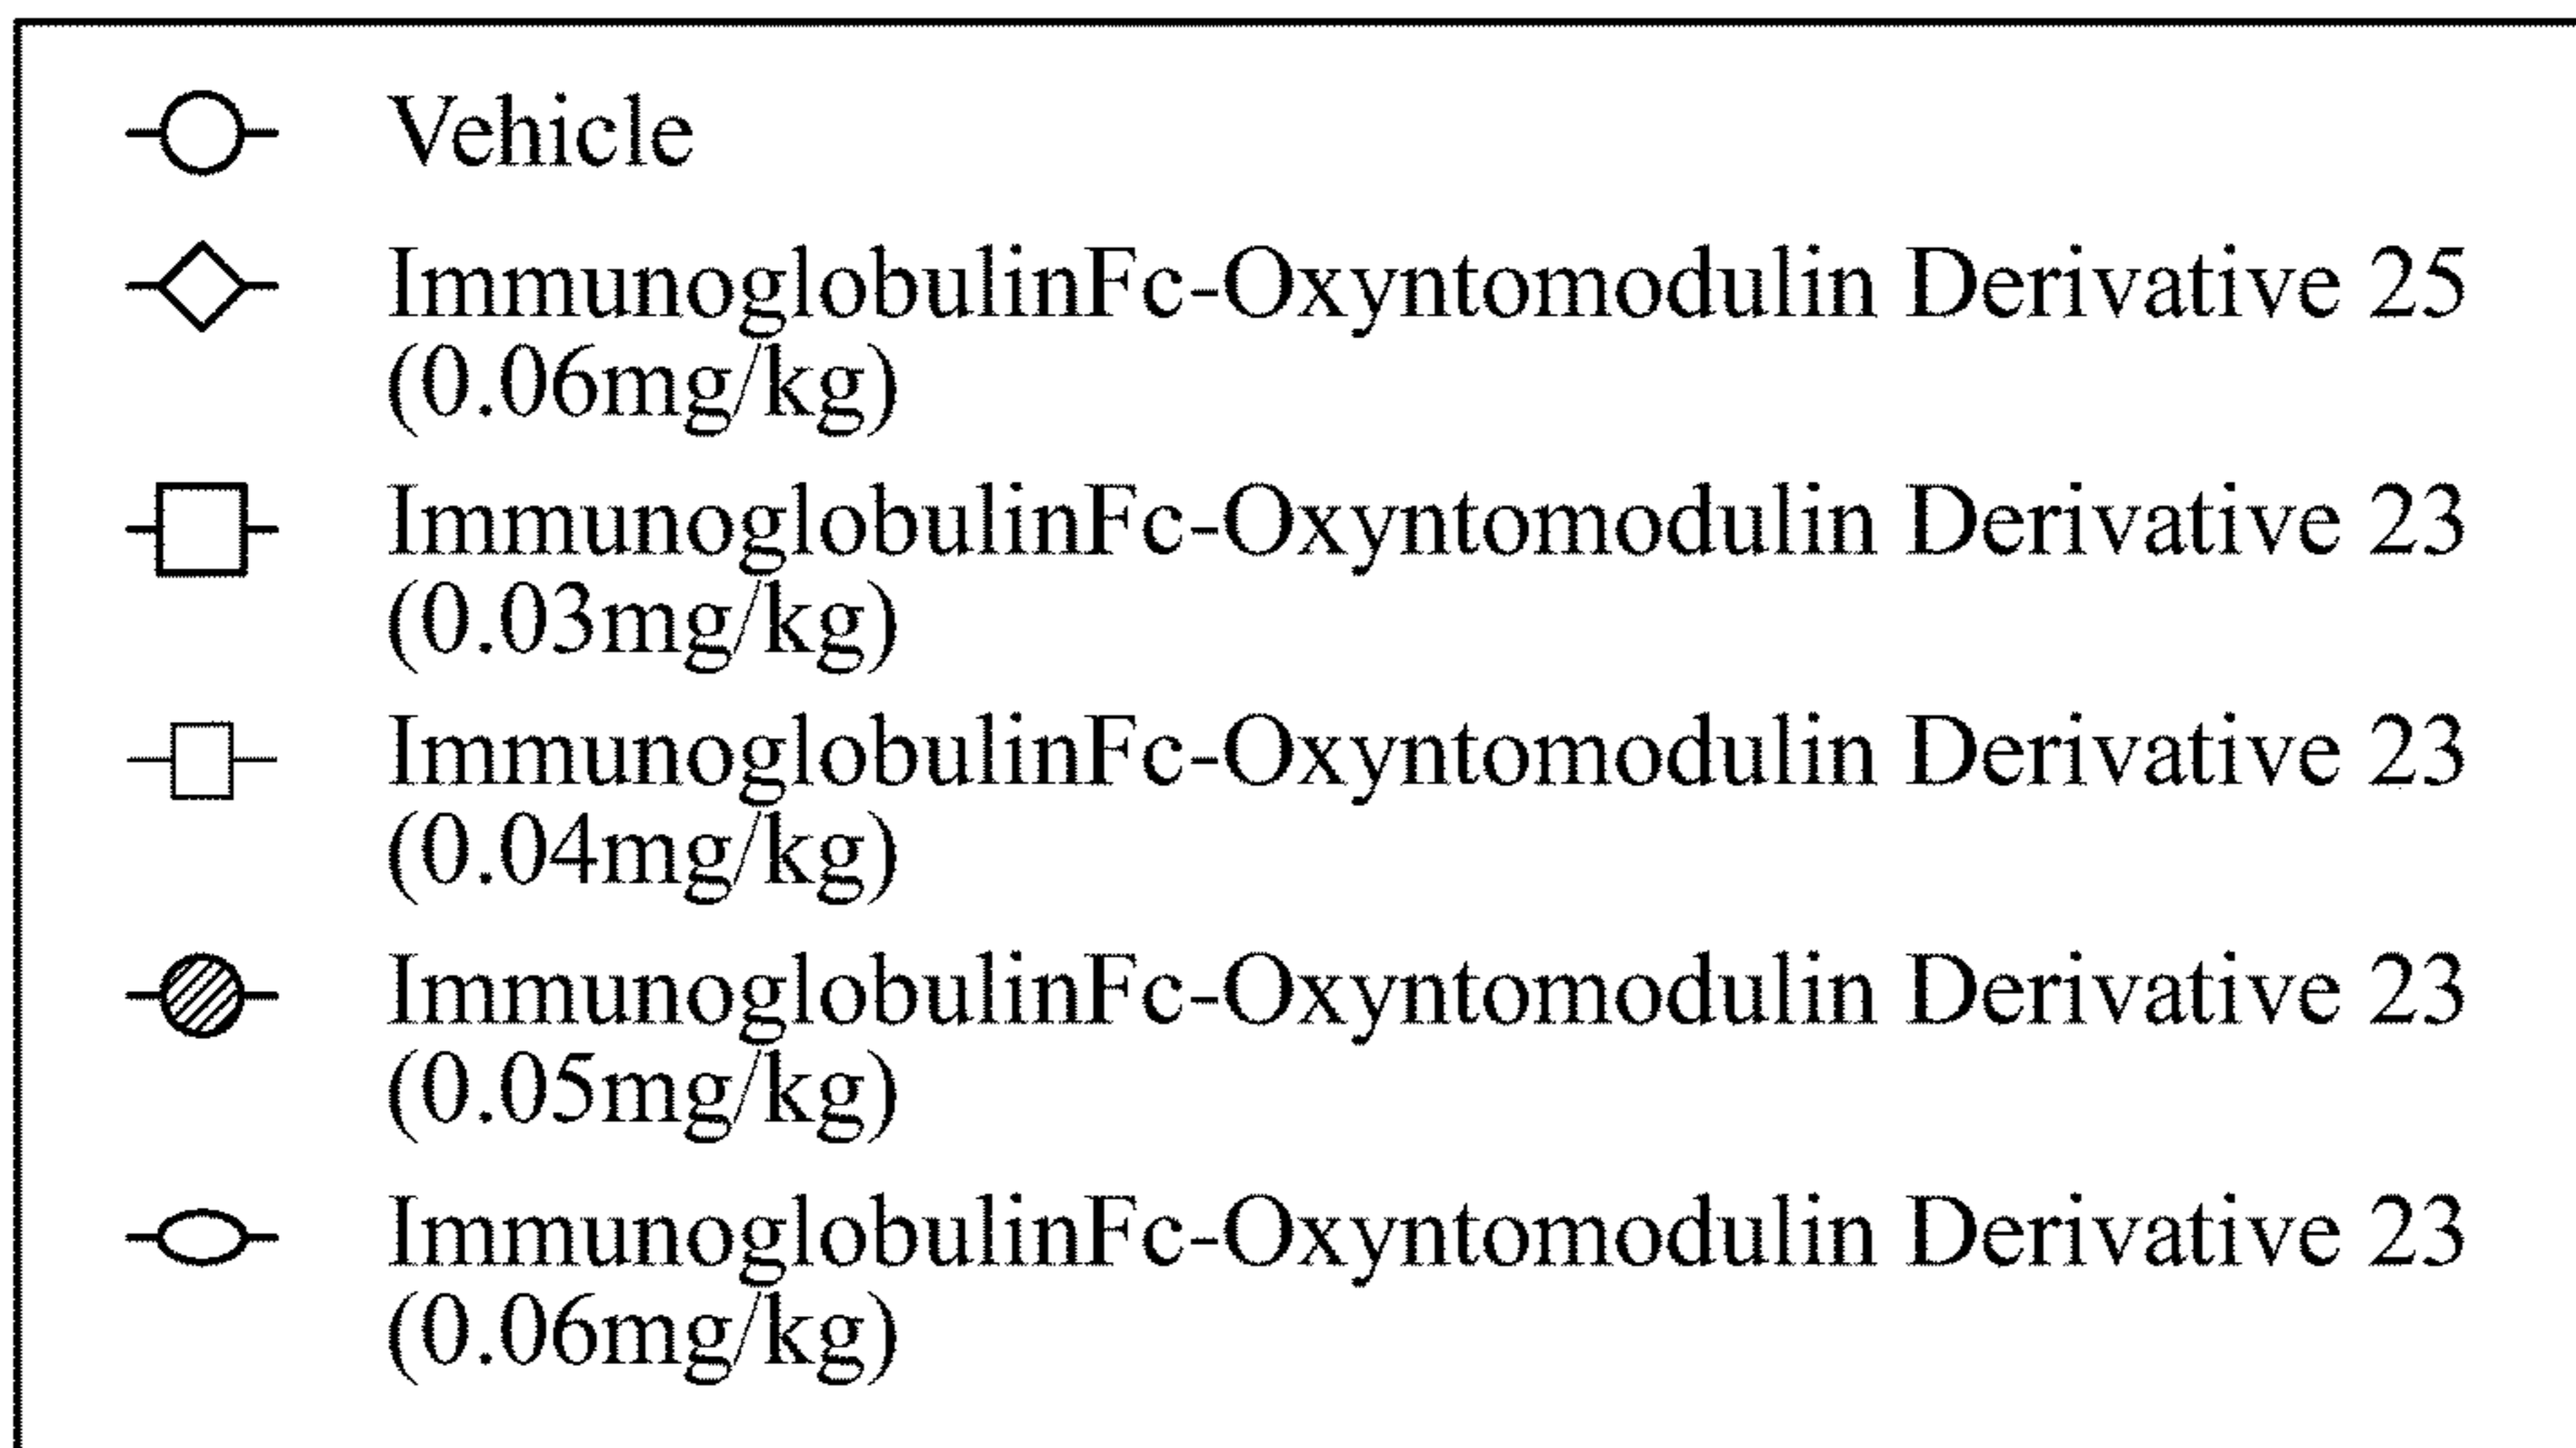 Vehicle
ImmunoglobulinFc-Oxyntomodulin Derivative 25
(0.06mg/kg)
ImmunoglobulinFc-Oxyntomodulin Derivative 23
(0.03mg/kg)
ImmunoglobulinFc-Oxyntomodulin Derivative 23
(0.04mg/kg)
ImmunoglobulinFc-Oxyntomodulin Derivative 23
(0.05mg/kg)
ImmunoglobulinFc-Oxyntomodulin Derivative 23
(0.06mg/kg)